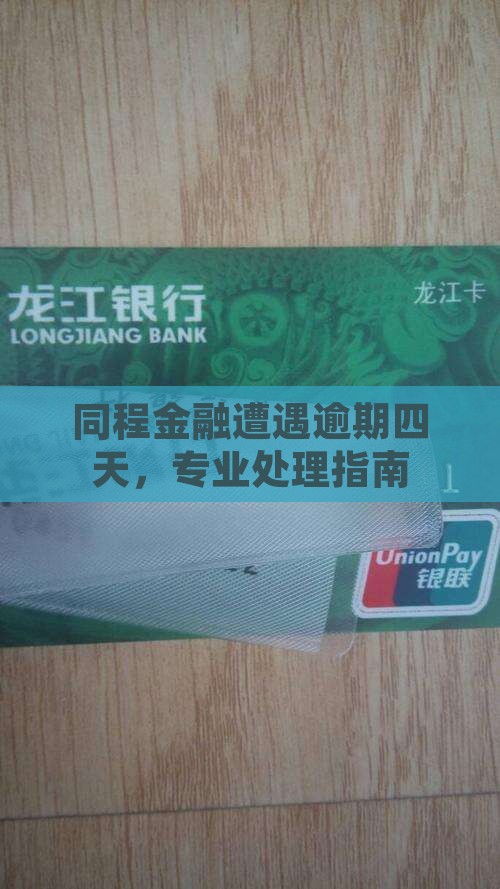 龙江银行
龙江卡
LONGJIANG BANK
同程金融遭遇逾期四
天，专业处理指南
UnionPay
银联